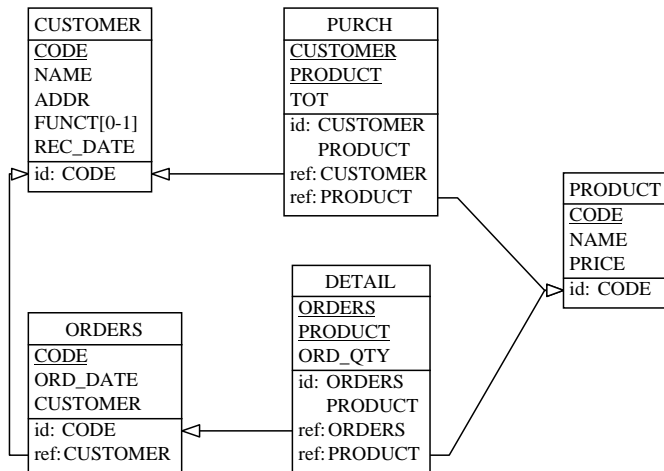 CUSTOMER
CODE
NAME
ADDR
FUNCT[0-1]
REC_DATE
id: CODE
PURCH
CUSTOMER
PRODUCT
TOT
id: CUSTOMER
PRODUCT
ref: CUSTOMER
ref: PRODUCT
PRODUCT
CODE
NAME
PRICE
id: CODE
ORDERS
CODE
ORD_DATE
CUSTOMER
id: CODE
ref: CUSTOMER
DETAIL
ORDERS
PRODUCT
ORD_QTY
id: ORDERS
PRODUCT
ref: ORDERS
ref: PRODUCT